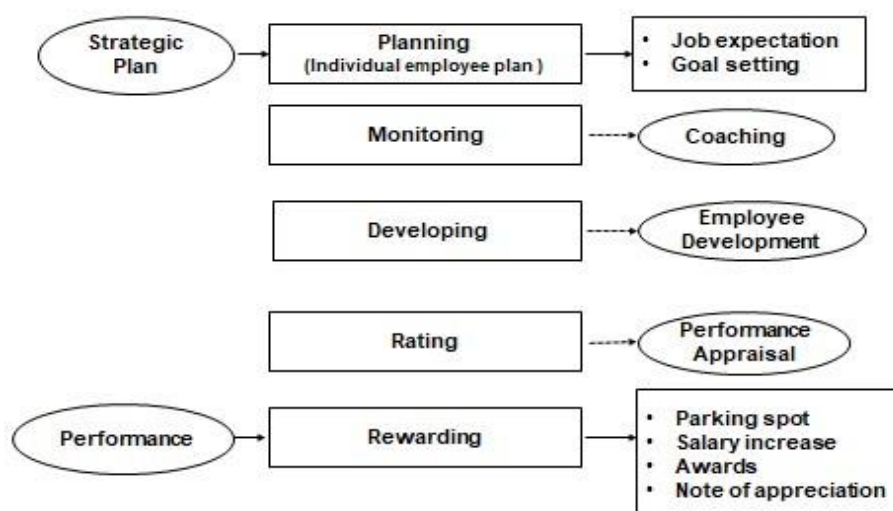 Strategic
Plan
Planning
(Individual employee plan )
• Job expectation
• Goal setting
Monitoring
Coaching
Developing
Employee
Development
Rating
Performance
Appraisal
Performance
Rewarding
• Parking spot
• Salary increase
• Awards
• Note of appreciation